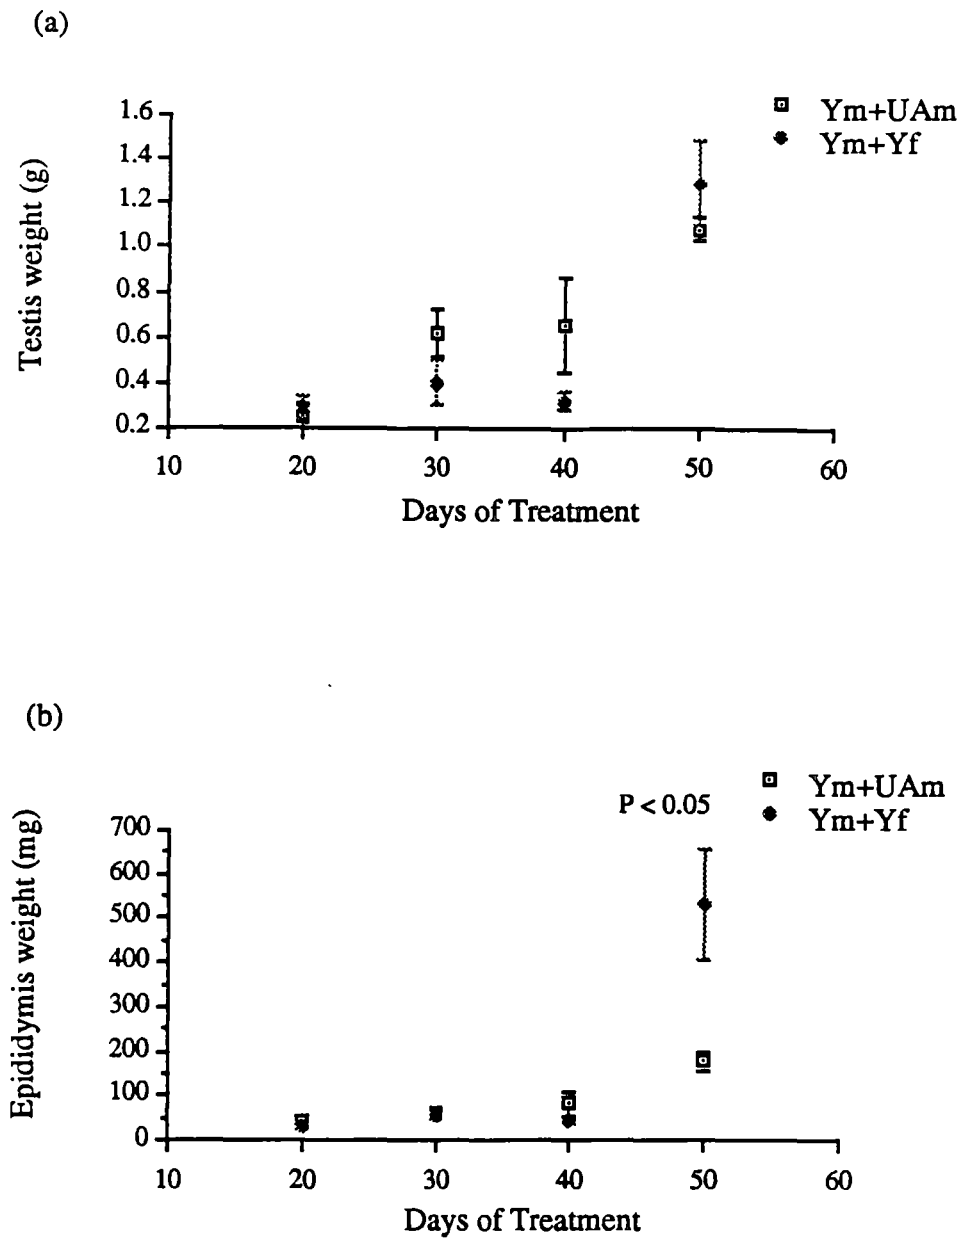 (a)
Ym+UAm
Ym+Yf
Testis weight (g)
1.6
1.4
1.2
1.0
0.8
0.6
0.4
0.2
10 20 30 40 50 60
Days of Treatment
(b)
Ym+UAm
Ym+Yf
P < 0.05
Epididymis weight (mg)
700
600
500
400
300
200
100
0
10 20 30 40 50 60
Days of Treatment